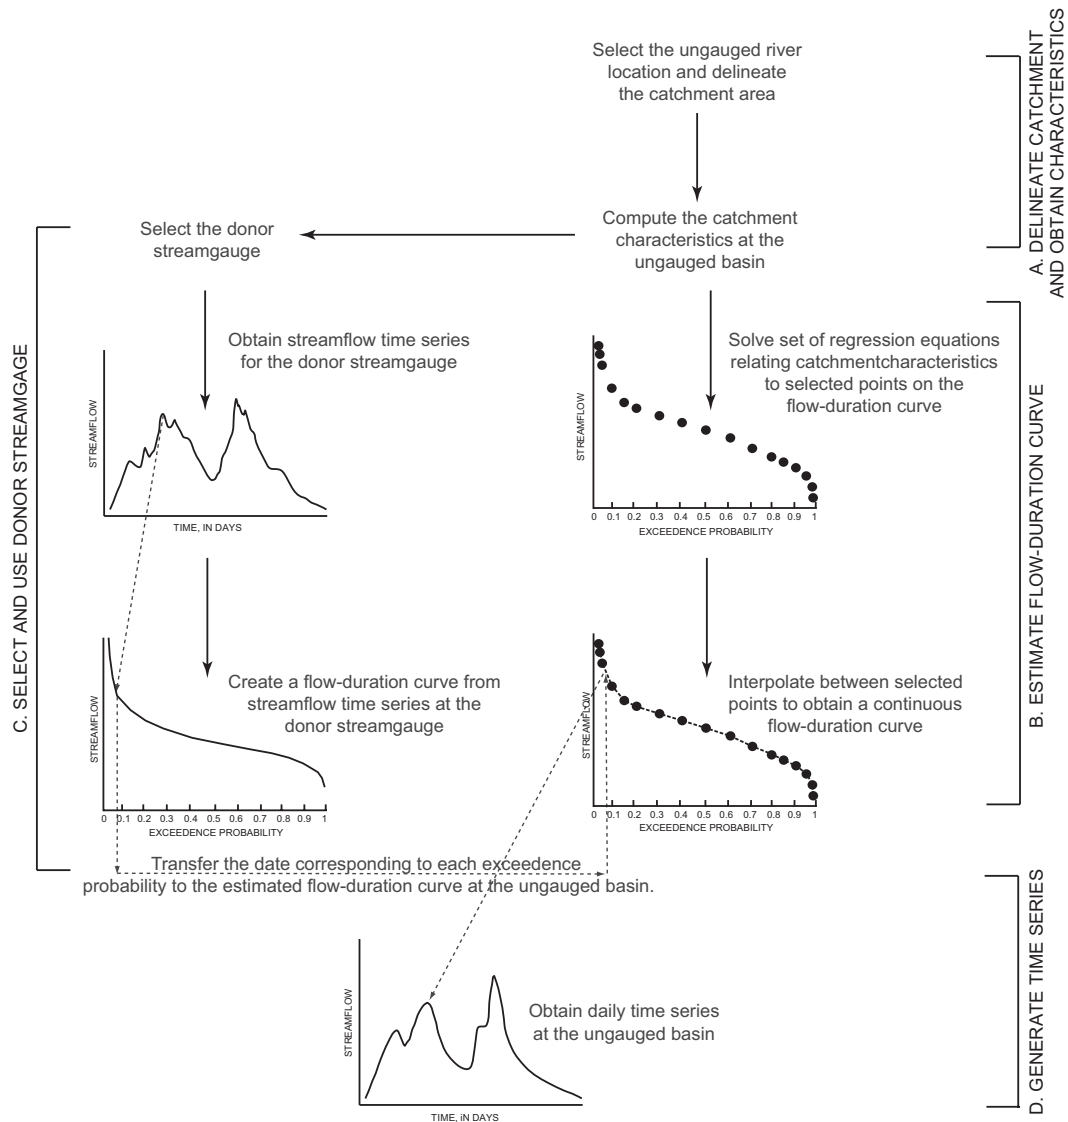 Select the ungauged river
location and delineate
the catchment area
A. DELINEATE CATCHMENT
AND OBTAIN CHARACTERISTICS
Compute the catchment
characteristics at the
ungauged basin
Select the donor
streamgauge
C. SELECT AND USE DONOR STREAMGAGE
Obtain streamflow time series
for the donor streamgauge
STREAMFLOW
TIME, IN DAYS
Solve set of regression equations
relating catchmentcharacteristics
to selected points on the
flow-duration curve
STREAMFLOW
0 0.1 0.2 0.3 0.4 0.5 0.6 0.7 0.8 0.9 1
EXCEEDENCE PROBABILITY
B. ESTIMATE FLOW-DURATION CURVE
Create a flow-duration curve from
streamflow time series at the
donor streamgauge
STREAMFLOW
0 0.1 0.2 0.3 0.4 0.5 0.6 0.7 0.8 0.9 1
EXCEEDENCE PROBABILITY
Interpolate between selected
points to obtain a continuous
flow-duration curve
STREAMFLOW
0 0.1 0.2 0.3 0.4 0.5 0.6 0.7 0.8 0.9 1
EXCEEDENCE PROBABILITY
Transfer the date corresponding to each exceedence
probability to the estimated flow-duration curve at the ungauged basin.
Obtain daily time series
at the ungauged basin
STREAMFLOW
TIME, iN DAYS
D. GENERATE TIME SERIES